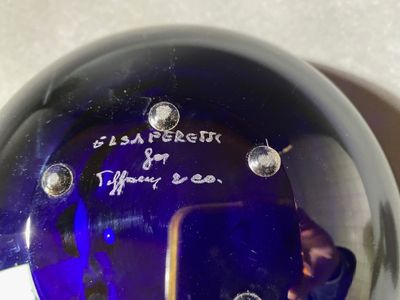 ELSA PERETTI
for
Tiffany & co.